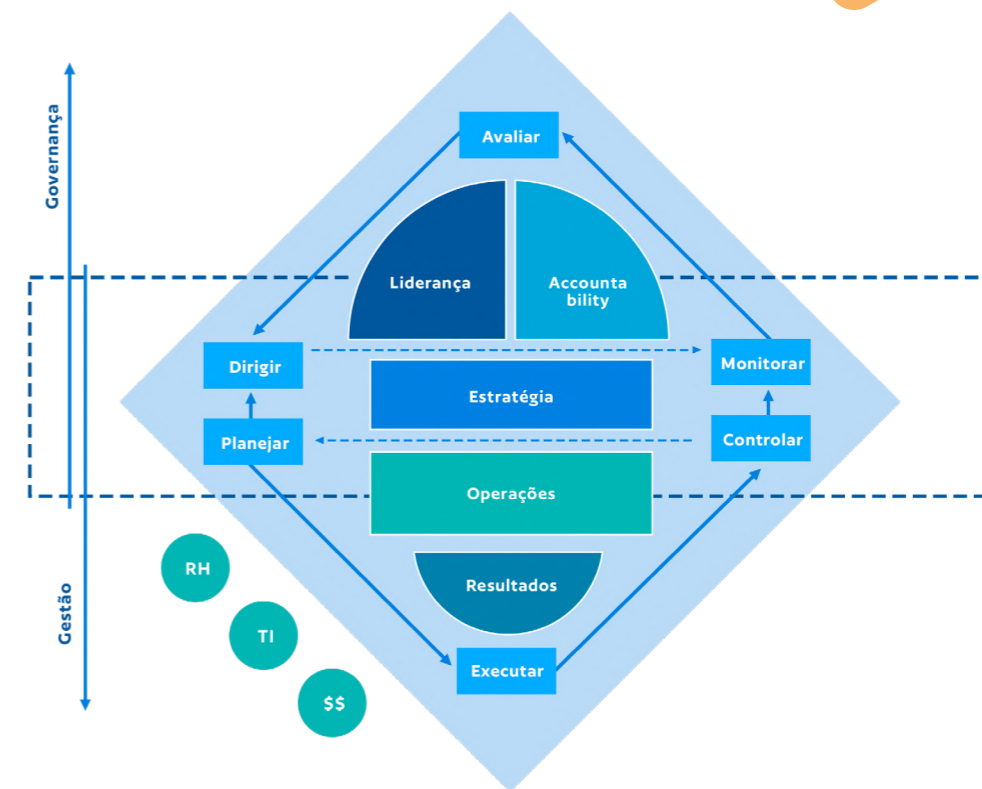 Governança
Avaliar
Liderança
Accounta
bility
Dirigir
Monitorar
Estratégia
Planejar
Controlar
Operações
RH
Resultados
Gestão
TI
Executar
$$